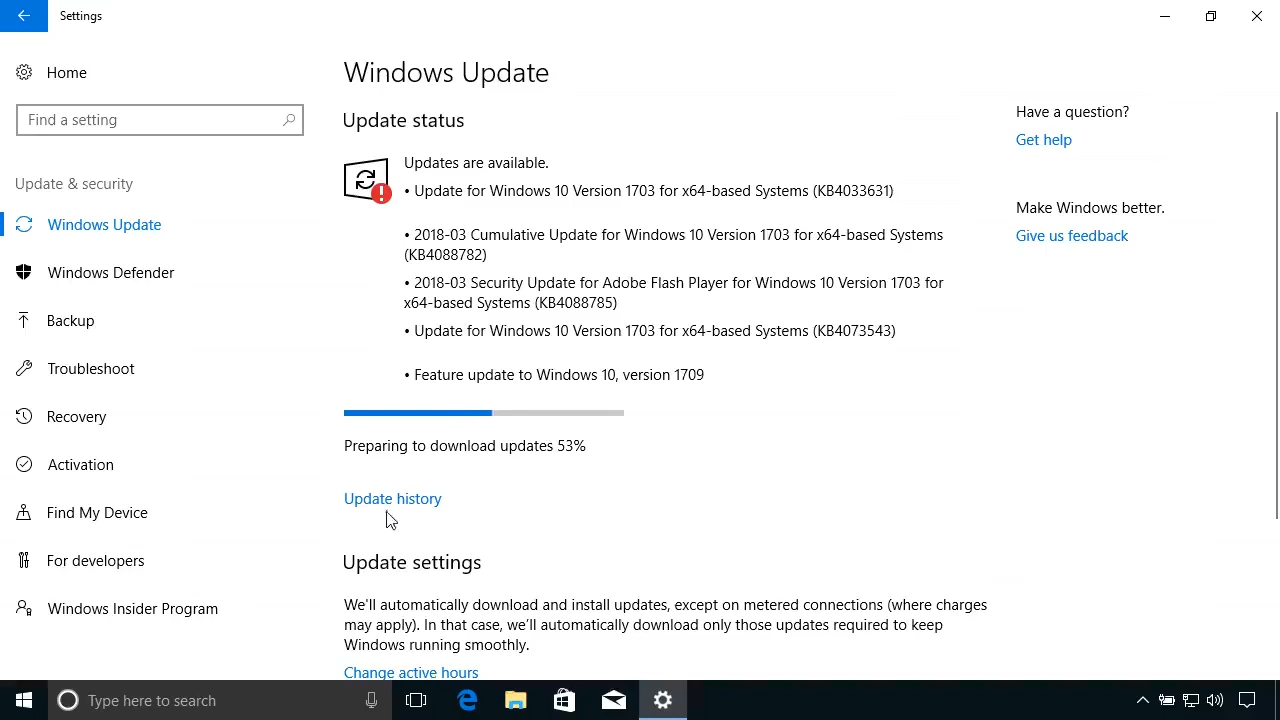 Settings
Home
Find a setting
Update & security
Windows Update
Windows Defender
Backup
Troubleshoot
Recovery
Activation
Find My Device
For developers
Windows Insider Program
Windows Update
Update status
Updates are available.
• Update for Windows 10 Version 1703 for x64-based Systems (KB4033631)
• 2018-03 Cumulative Update for Windows 10 Version 1703 for x64-based Systems
(KB4088782)
• 2018-03 Security Update for Adobe Flash Player for Windows 10 Version 1703 for
x64-based Systems (KB4088785)
• Update for Windows 10 Version 1703 for x64-based Systems (KB4073543)
• Feature update to Windows 10, version 1709
Preparing to download updates 53%
Update history
Update settings
We'll automatically download and install updates, except on metered connections (where charges
may apply). In that case, we'll automatically download only those updates required to keep
Windows running smoothly.
Change active hours
Have a question?
Get help
Make Windows better.
Give us feedback
Type here to search